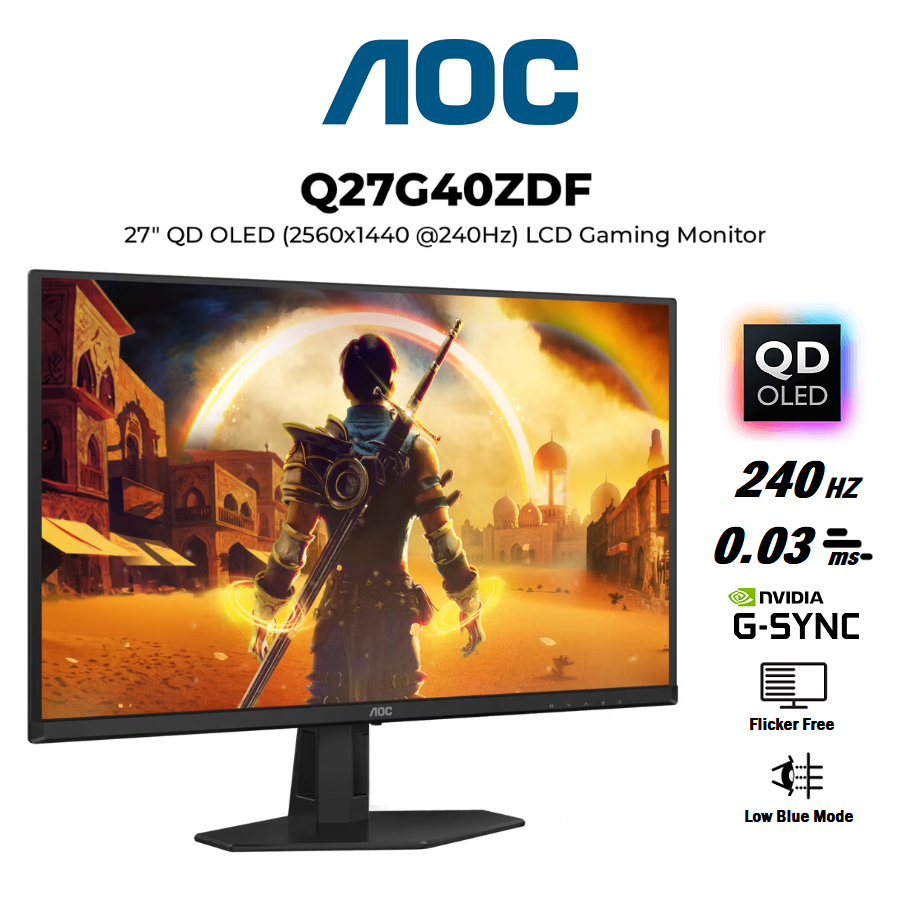 AOC
Q27G40ZDF
27" QD OLED (2560x1440 @240Hz) LCD Gaming Monitor
QD
OLED
240 HZ
0.03 ms
NVIDIA
G-SYNC
Flicker Free
Low Blue Mode
AOC